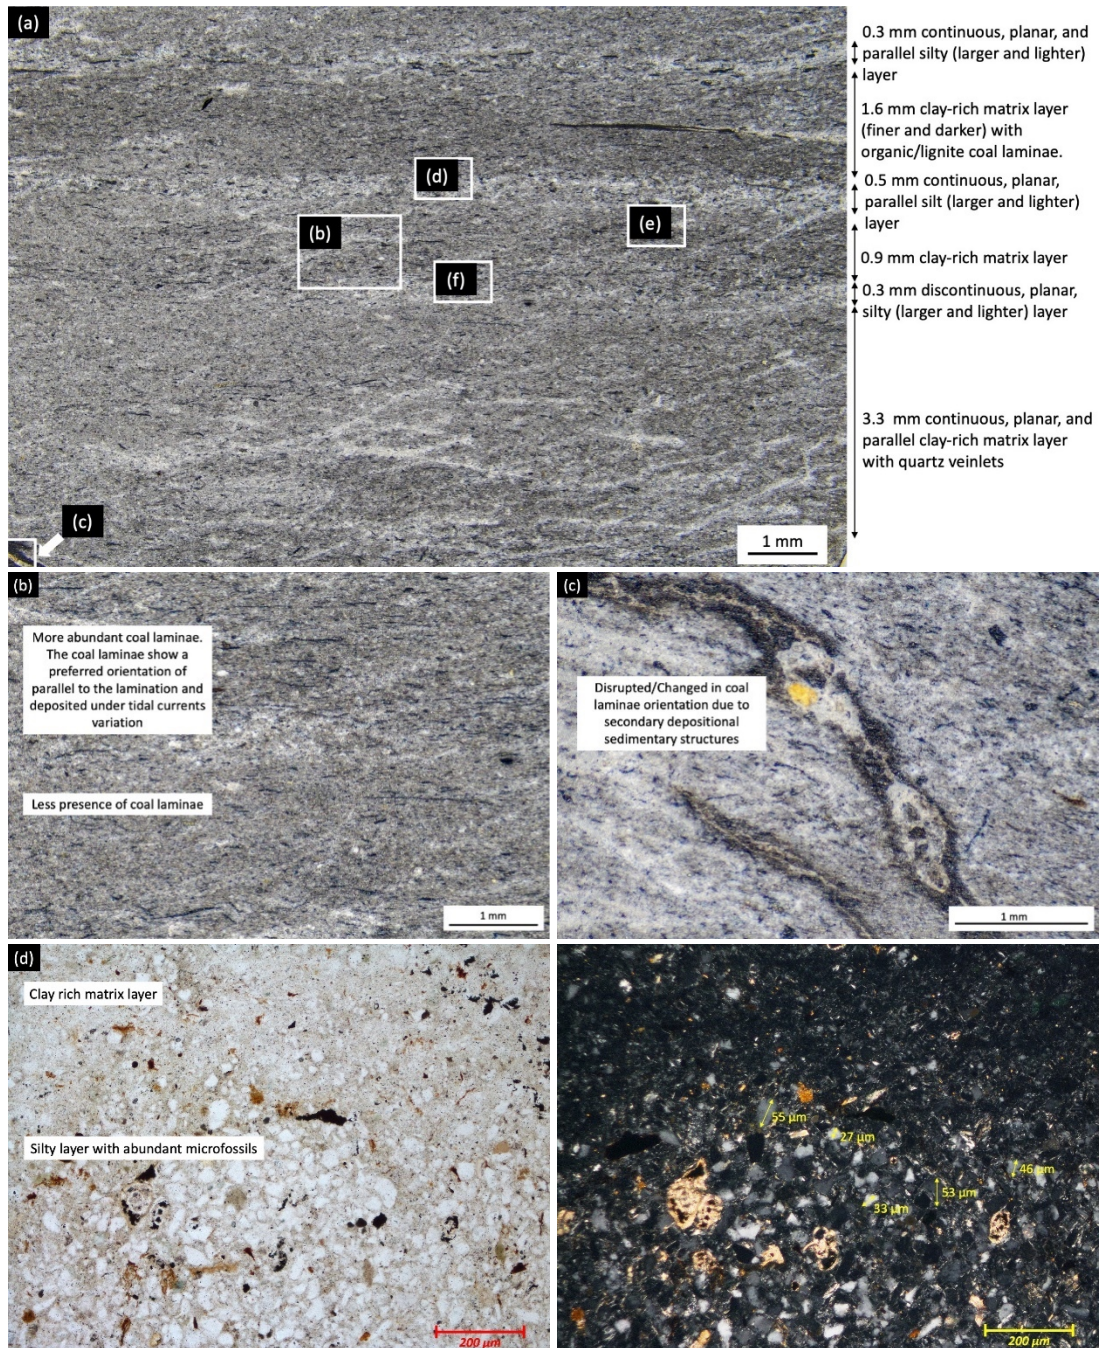 (a)
0.3 mm continuous, planar, and
parallel silty (larger and lighter)
layer
1.6 mm clay-rich matrix layer
(finer and darker) with
organic/lignite coal laminae.
(d)
0.5 mm continuous, planar,
parallel silt (larger and lighter)
layer
(b)
(e)
0.9 mm clay-rich matrix layer
(f)
0.3 mm discontinuous, planar,
silty (larger and lighter) layer
3.3 mm continuous, planar, and
parallel clay-rich matrix layer
with quartz veinlets
(c)
1 mm
(b)
More abundant coal laminae.
The coal laminae show a
preferred orientation of
parallel to the lamination and
deposited under tidal currents
variation
Less presence of coal laminae
1 mm
(c)
Disrupted/Changed in coal
laminae orientation due to
secondary depositional
sedimentary structures
1 mm
(d)
Clay rich matrix layer
Silty layer with abundant microfossils
200 µm
55 µm
27 µm
46 µm
53 µm
33 µm
200 µm